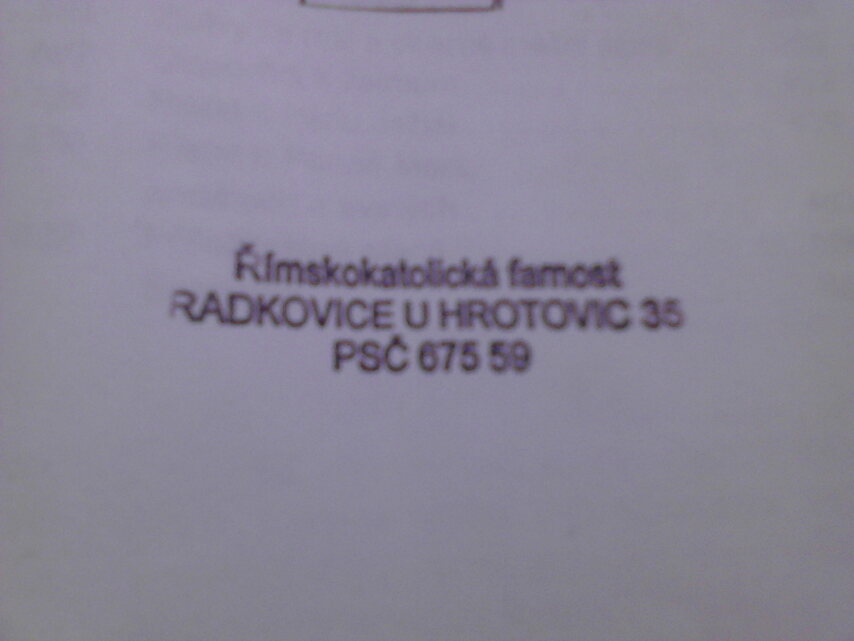 Římskokatolická farnost
RADKOVICE U HROTOVIC 35
PSČ 675 59